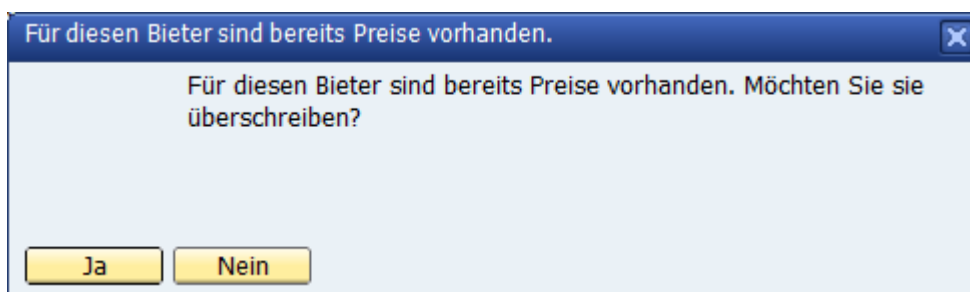 Für diesen Bieter sind bereits Preise vorhanden.
Für diesen Bieter sind bereits Preise vorhanden. Möchten Sie sie
überschreiben?
Ja
Nein